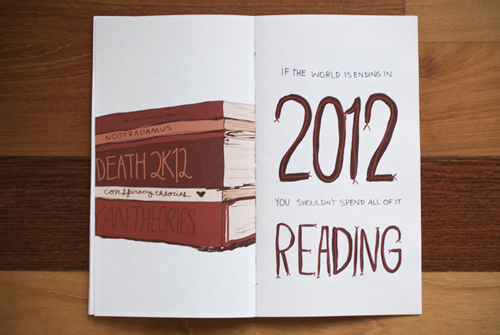 NOSTRADAMUS
DEATH 2K12
conspiracy theories
AN THEORIES
IF THE WORLD IS ENDING IN
2012
YOU SHOULDN'T SPEND ALL OF IT
READING